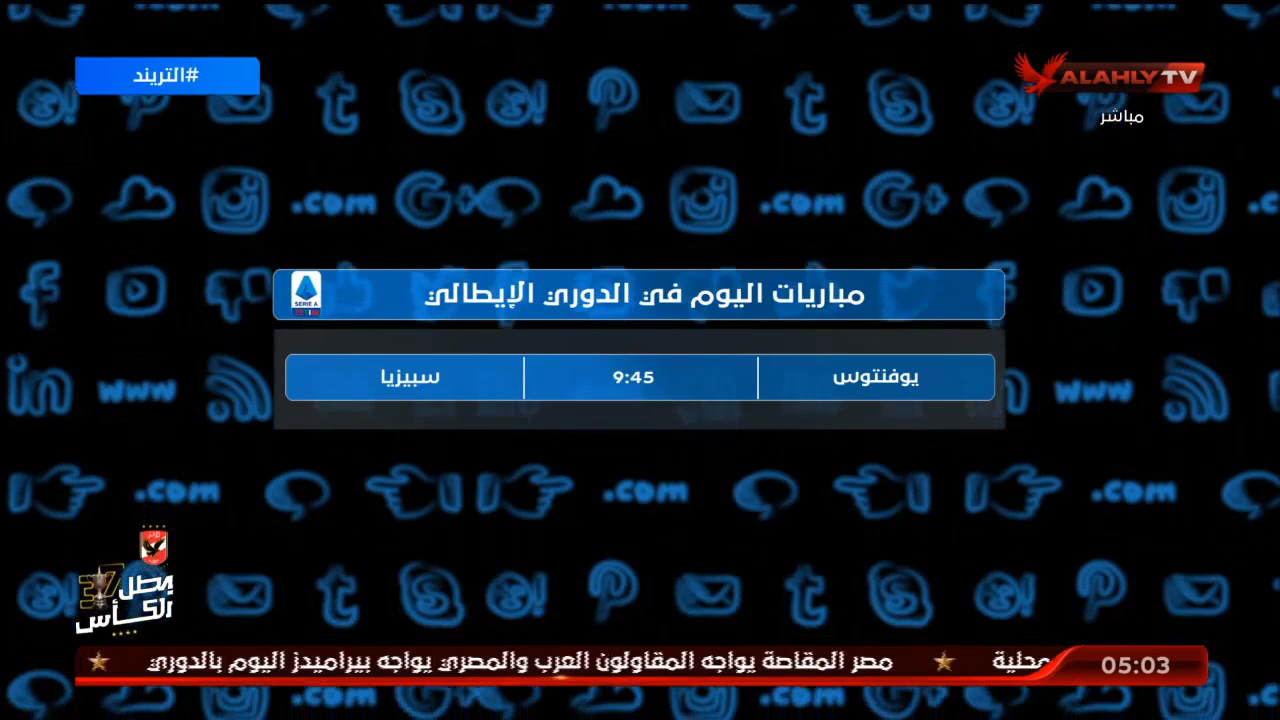 #التريند
ALAHLY TV
مباشر
مباريات اليوم في الدوري الإيطالي
SERIE A
يوفنتوس 9:45 سبيزيا
37
بطل
الكأس
05:03 محلية ★ مصر المقاصة يواجه المقاولون العرب والمصري يواجه بيراميدز اليوم بالدوري ★